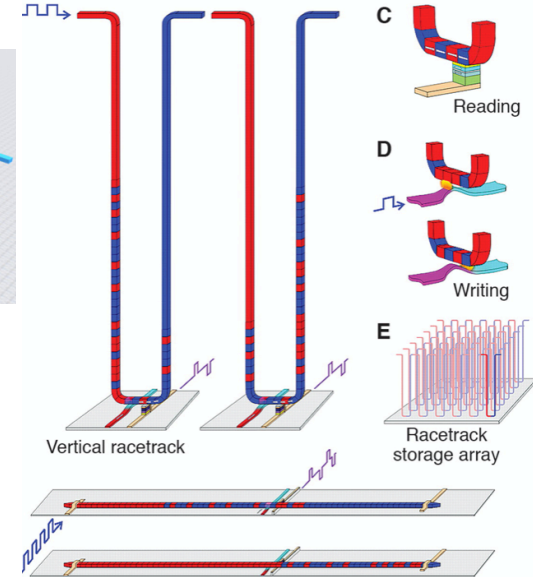 C
Reading
D
Writing
E
Vertical racetrack
Racetrack
storage array